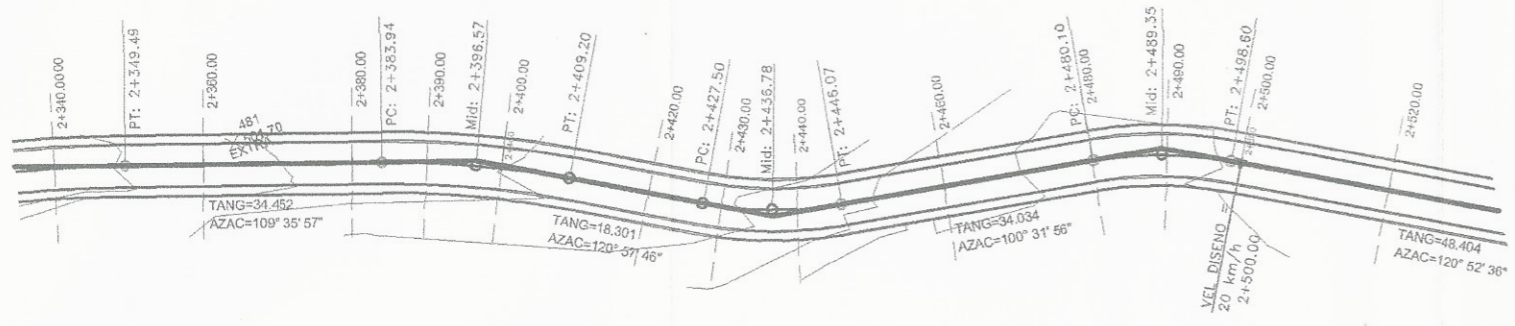 2+340.0000
PT: 2+349.49
2+360.00
2+380.00
PC: 2+383.94
2+390.00
Mid: 2+396.57
2+400.00
PT: 2+409.20
2+420.00
PC: 2+427.50
2+430.00
Mid: 2+436.78
2+440.00
PT: 2+446.07
2+460.00
PC: 2+480.10
2+480.00
Mid: 2+489.35
2+490.00
PT: 2+498.60
2+500.00
2+520.00
481
EXTRA
TANG=34.452
AZAC=109° 35' 57"
TANG=18.301
AZAC=120° 57' 46"
TANG=34.034
AZAC=100° 31' 56"
VEL. DISENO =
20 km/h
2+500.00
TANG=48.404
AZAC=120° 52' 36"